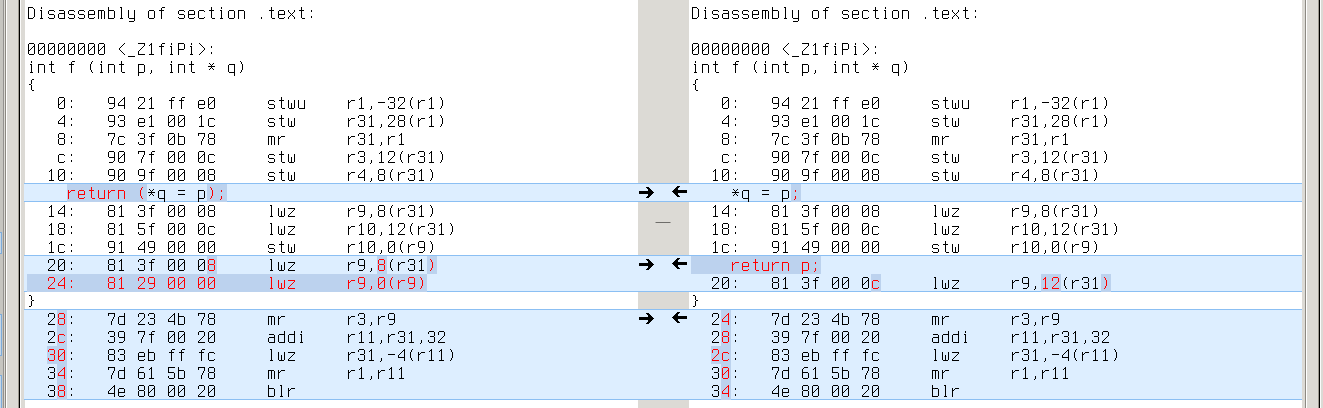 Disassembly of section .text:
00000000 <_Z1fiPi>:
int f (int p, int * q)
{
0: 94 21 ff e0 stwu r1,-32(r1)
4: 93 e1 00 1c stw r31,28(r1)
8: 7c 3f 0b 78 mr r31,r1
c: 90 7f 00 0c stw r3,12(r31)
10: 90 9f 00 08 stw r4,8(r31)
return (*q = p);
14: 81 3f 00 08 lwz r9,8(r31)
18: 81 5f 00 0c lwz r10,12(r31)
1c: 91 49 00 00 stw r10,0(r9)
20: 81 3f 00 08 lwz r9,8(r31)
24: 81 29 00 00 lwz r9,0(r9)
}
28: 7d 23 4b 78 mr r3,r9
2c: 39 7f 00 20 addi r11,r31,32
30: 83 eb ff fc lwz r31,-4(r11)
34: 7d 61 5b 78 mr r1,r11
38: 4e 80 00 20 blr
Disassembly of section .text:
00000000 <_Z1fiPi>:
int f (int p, int * q)
{
0: 94 21 ff e0 stwu r1,-32(r1)
4: 93 e1 00 1c stw r31,28(r1)
8: 7c 3f 0b 78 mr r31,r1
c: 90 7f 00 0c stw r3,12(r31)
10: 90 9f 00 08 stw r4,8(r31)
*q = p;
14: 81 3f 00 08 lwz r9,8(r31)
18: 81 5f 00 0c lwz r10,12(r31)
1c: 91 49 00 00 stw r10,0(r9)
return p;
20: 81 3f 00 0c lwz r9,12(r31)
}
24: 7d 23 4b 78 mr r3,r9
28: 39 7f 00 20 addi r11,r31,32
2c: 83 eb ff fc lwz r31,-4(r11)
30: 7d 61 5b 78 mr r1,r11
34: 4e 80 00 20 blr